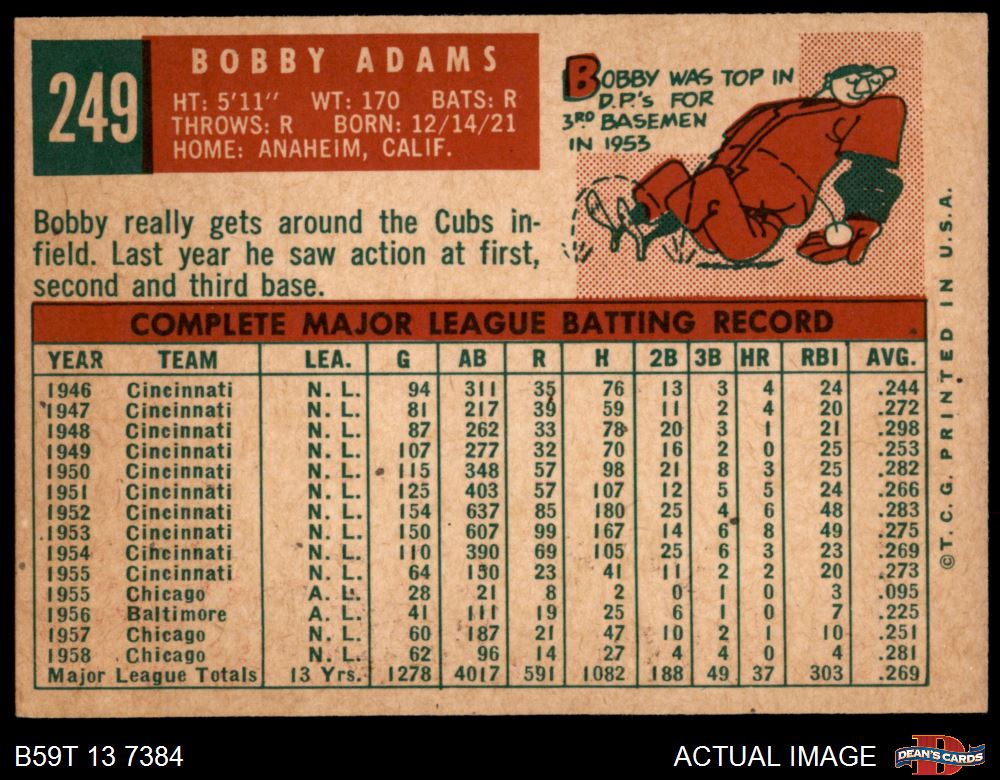 249
BOBBY ADAMS
HT: 5'11" WT: 170 BATS: R
THROWS: R BORN: 12/14/21
HOME: ANAHEIM, CALIF.
BOBBY WAS TOP IN
D.P.'s FOR
3RD BASEMEN
IN 1953
Bobby really gets around the Cubs in-
field. Last year he saw action at first,
second and third base.
COMPLETE MAJOR LEAGUE BATTING RECORD
YEAR TEAM LEA. G AB R H 2B 3B HR RBI AVG.
1946 Cincinnati N. L. 94 311 35 76 13 3 4 24 .244
1947 Cincinnati N. L. 81 217 39 59 11 2 4 20 .272
1948 Cincinnati N. L. 87 262 33 78 20 3 1 21 .298
1949 Cincinnati N. L. 107 277 32 70 16 2 0 25 .253
1950 Cincinnati N. L. 115 348 57 98 21 8 3 25 .282
1951 Cincinnati N. L. 125 403 57 107 12 5 5 24 .266
1952 Cincinnati N. L. 154 637 85 180 25 4 6 48 .283
1953 Cincinnati N. L. 150 607 99 167 14 6 8 49 .275
1954 Cincinnati N. L. 110 390 69 105 25 6 3 23 .269
1955 Cincinnati N. L. 64 150 23 41 11 2 2 20 .273
1955 Chicago A. L. 28 21 8 2 0 1 0 3 .095
1956 Baltimore A. L. 41 111 19 25 6 1 0 7 .225
1957 Chicago N. L. 60 187 21 47 10 2 1 10 .251
1958 Chicago N. L. 62 96 14 27 4 4 0 4 .281
Major League Totals 13 Yrs. 1278 4017 591 1082 188 49 37 303 .269
© T. C. G. PRINTED IN U.S.A.
B59T 13 7384
ACTUAL IMAGE
DEAN'S CARDS